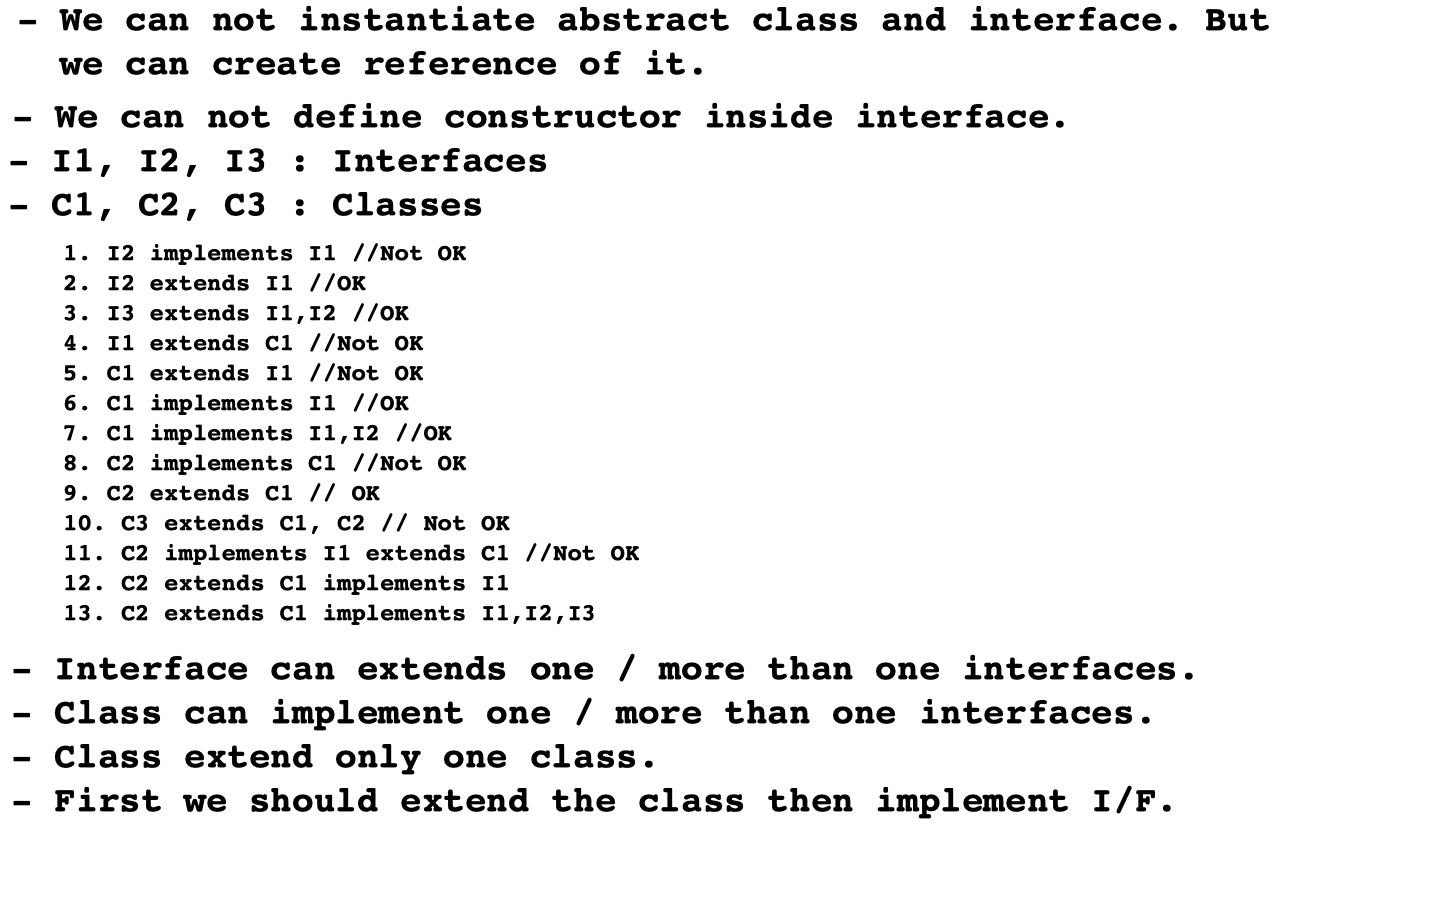 - We can not instantiate abstract class and interface. But
we can create reference of it.
- We can not define constructor inside interface.
- I1, I2, I3 : Interfaces
- C1, C2, C3 : Classes
1. I2 implements I1 //Not OK
2. I2 extends I1 //OK
3. I3 extends I1,I2 //OK
4. I1 extends C1 //Not OK
5. C1 extends I1 //Not OK
6. C1 implements I1 //OK
7. C1 implements I1,I2 //OK
8. C2 implements C1 //Not OK
9. C2 extends C1 // OK
10. C3 extends C1, C2 // Not OK
11. C2 implements I1 extends C1 //Not OK
12. C2 extends C1 implements I1
13. C2 extends C1 implements I1,I2,I3
- Interface can extends one / more than one interfaces.
- Class can implement one / more than one interfaces.
- Class extend only one class.
- First we should extend the class then implement I/F.